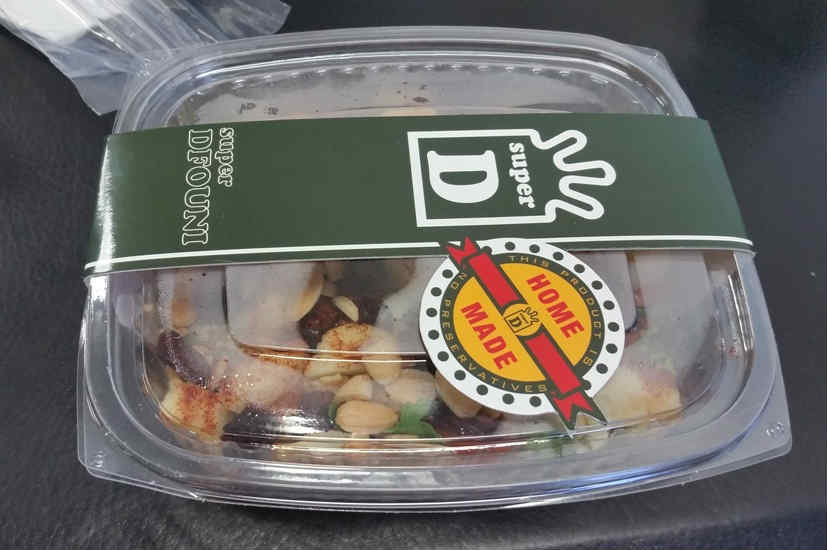 super
DFOUNI
super
D
HOME
MADE
THIS PRODUCT IS
NO PRESERVATIVES
D